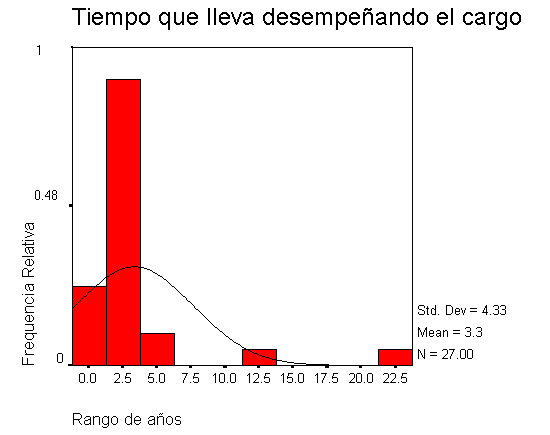 Tiempo que lleva desempeñando el cargo
1
0.48
0
Frecuencia Relativa
0.0 2.5 5.0 7.5 10.0 12.5 15.0 17.5 20.0 22.5
Rango de años
Std. Dev = 4.33
Mean = 3.3
N = 27.00